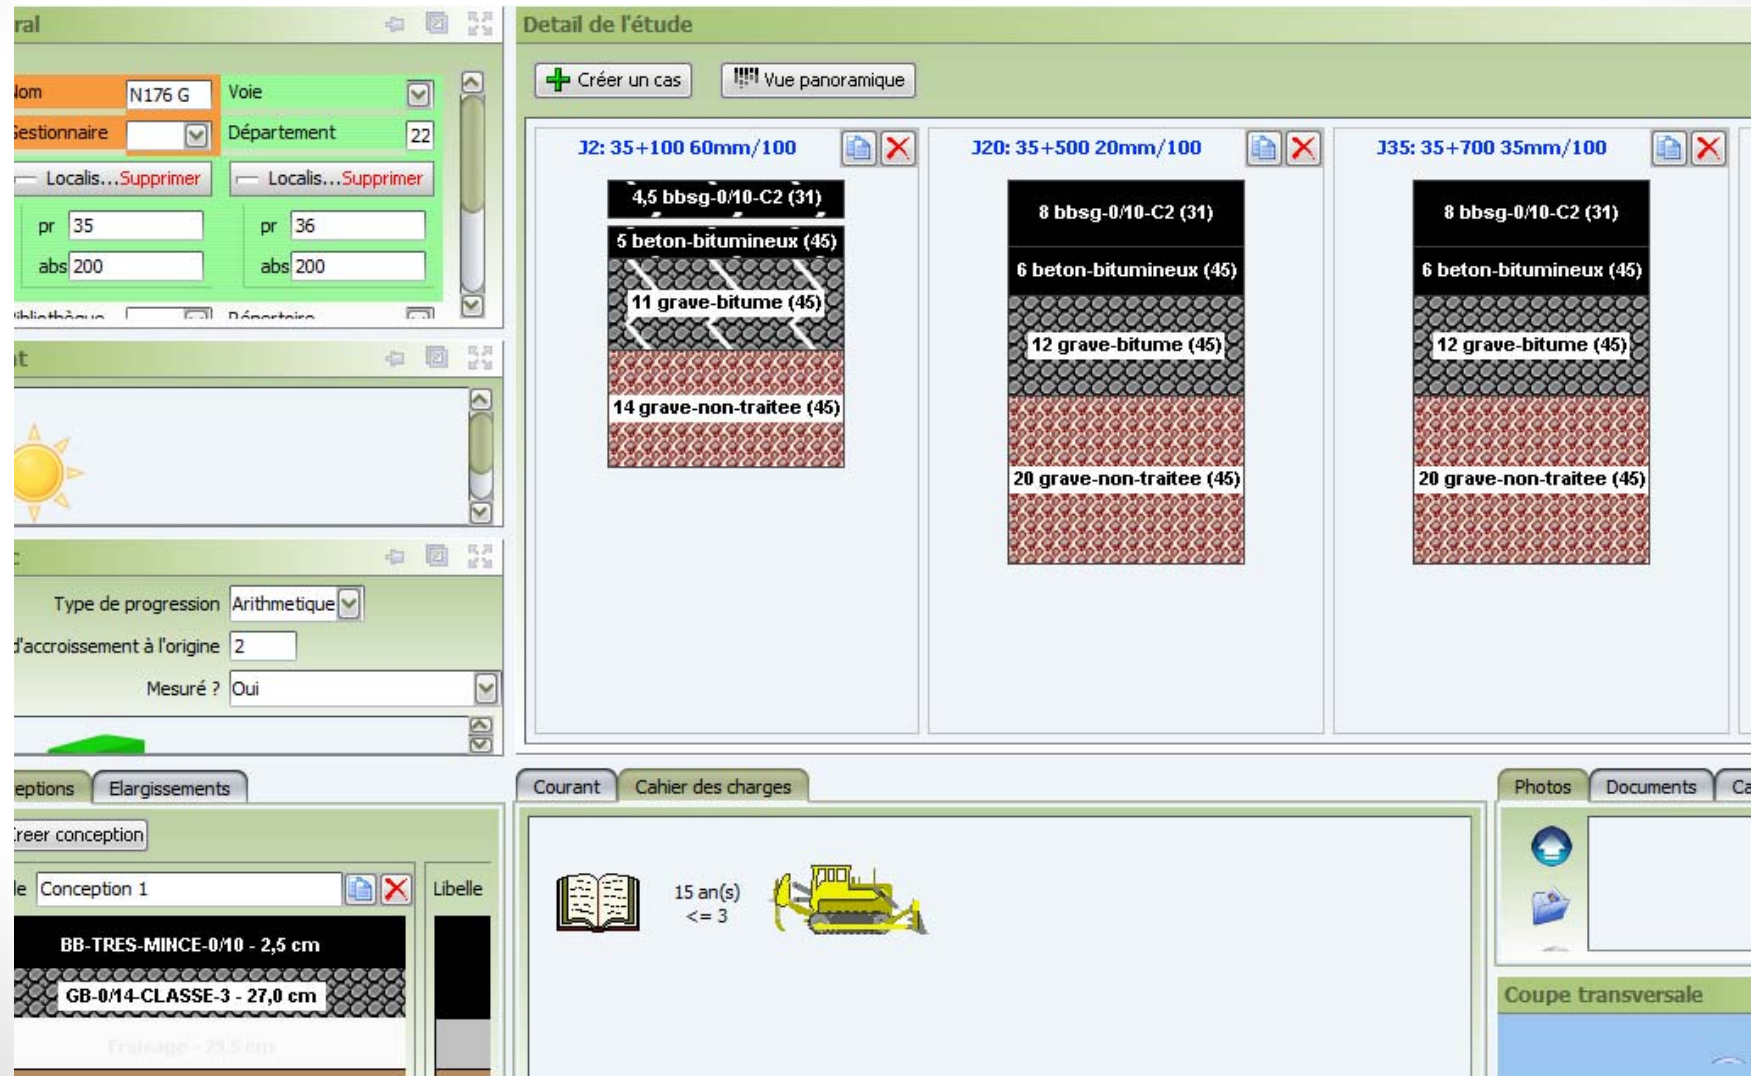 ral
Nom N176 G Voie
Gestionnaire Département 22
Localis...Supprimer Localis...Supprimer
pr 35 pr 36
abs 200 abs 200
Type de progression Arithmetique
d'accroissement à l'origine 2
Mesuré ? Oui
Detail de l'étude
Créer un cas Vue panoramique
J2: 35+100 60mm/100
4,5 bbsg-0/10-C2 (31)
5 beton-bitumineux (45)
11 grave-bitume (45)
14 grave-non-traitee (45)
J20: 35+500 20mm/100
8 bbsg-0/10-C2 (31)
6 beton-bitumineux (45)
12 grave-bitume (45)
20 grave-non-traitee (45)
J35: 35+700 35mm/100
8 bbsg-0/10-C2 (31)
6 beton-bitumineux (45)
12 grave-bitume (45)
20 grave-non-traitee (45)
eptions Elargissements
Creer conception
le Conception 1 Libelle
BB-TRES-MINCE-0/10 - 2,5 cm
GB-0/14-CLASSE-3 - 27,0 cm
Fraisage - 29,5 cm
Courant Cahier des charges
15 an(s)
<= 3
Photos Documents Ca
Coupe transversale